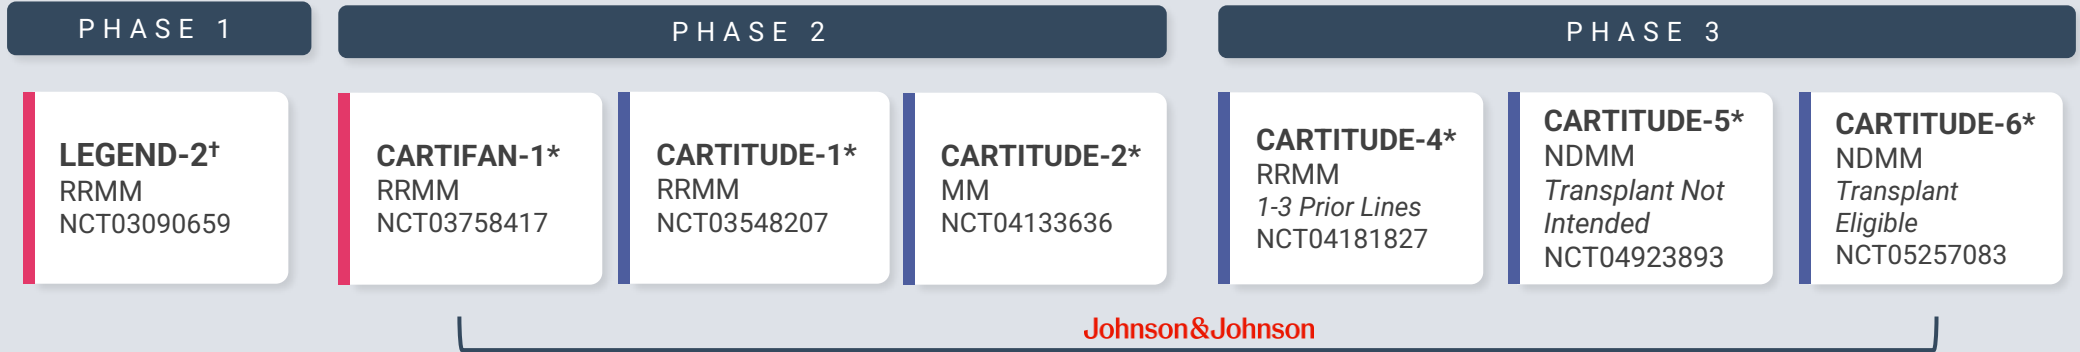 PHASE 1
PHASE 2
PHASE 3
LEGEND-2†
RRMM
NCT03090659
CARTIFAN-1*
RRMM
NCT03758417
CARTITUDE-1*
RRMM
NCT03548207
CARTITUDE-2*
MM
NCT04133636
CARTITUDE-4*
RRMM
1-3 Prior Lines
NCT04181827
CARTITUDE-5*
NDMM
Transplant Not
Intended
NCT04923893
CARTITUDE-6*
NDMM
Transplant
Eligible
NCT05257083
Johnson&Johnson